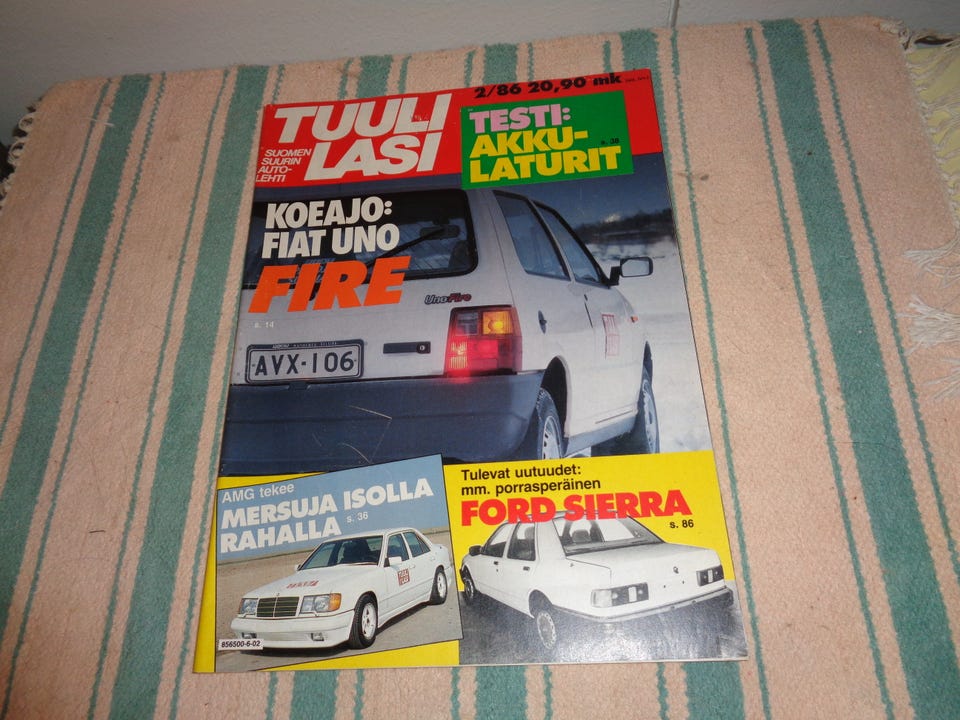 2/86 20,90 mk
TUULI
LASI
SUOMEN
SUURIN
AUTO-
LEHTI
TESTI:
AKKU-
LATURIT
s. 38
KOEAJO:
FIAT UNO
FIRE
s. 14
Uno Fire
AVX-106
AMG tekee
MERSUJA ISOLLA
RAHALLA s. 36
856500-6-02
Tulevat uutuudet:
mm. porrasperäinen
FORD SIERRA
s. 86